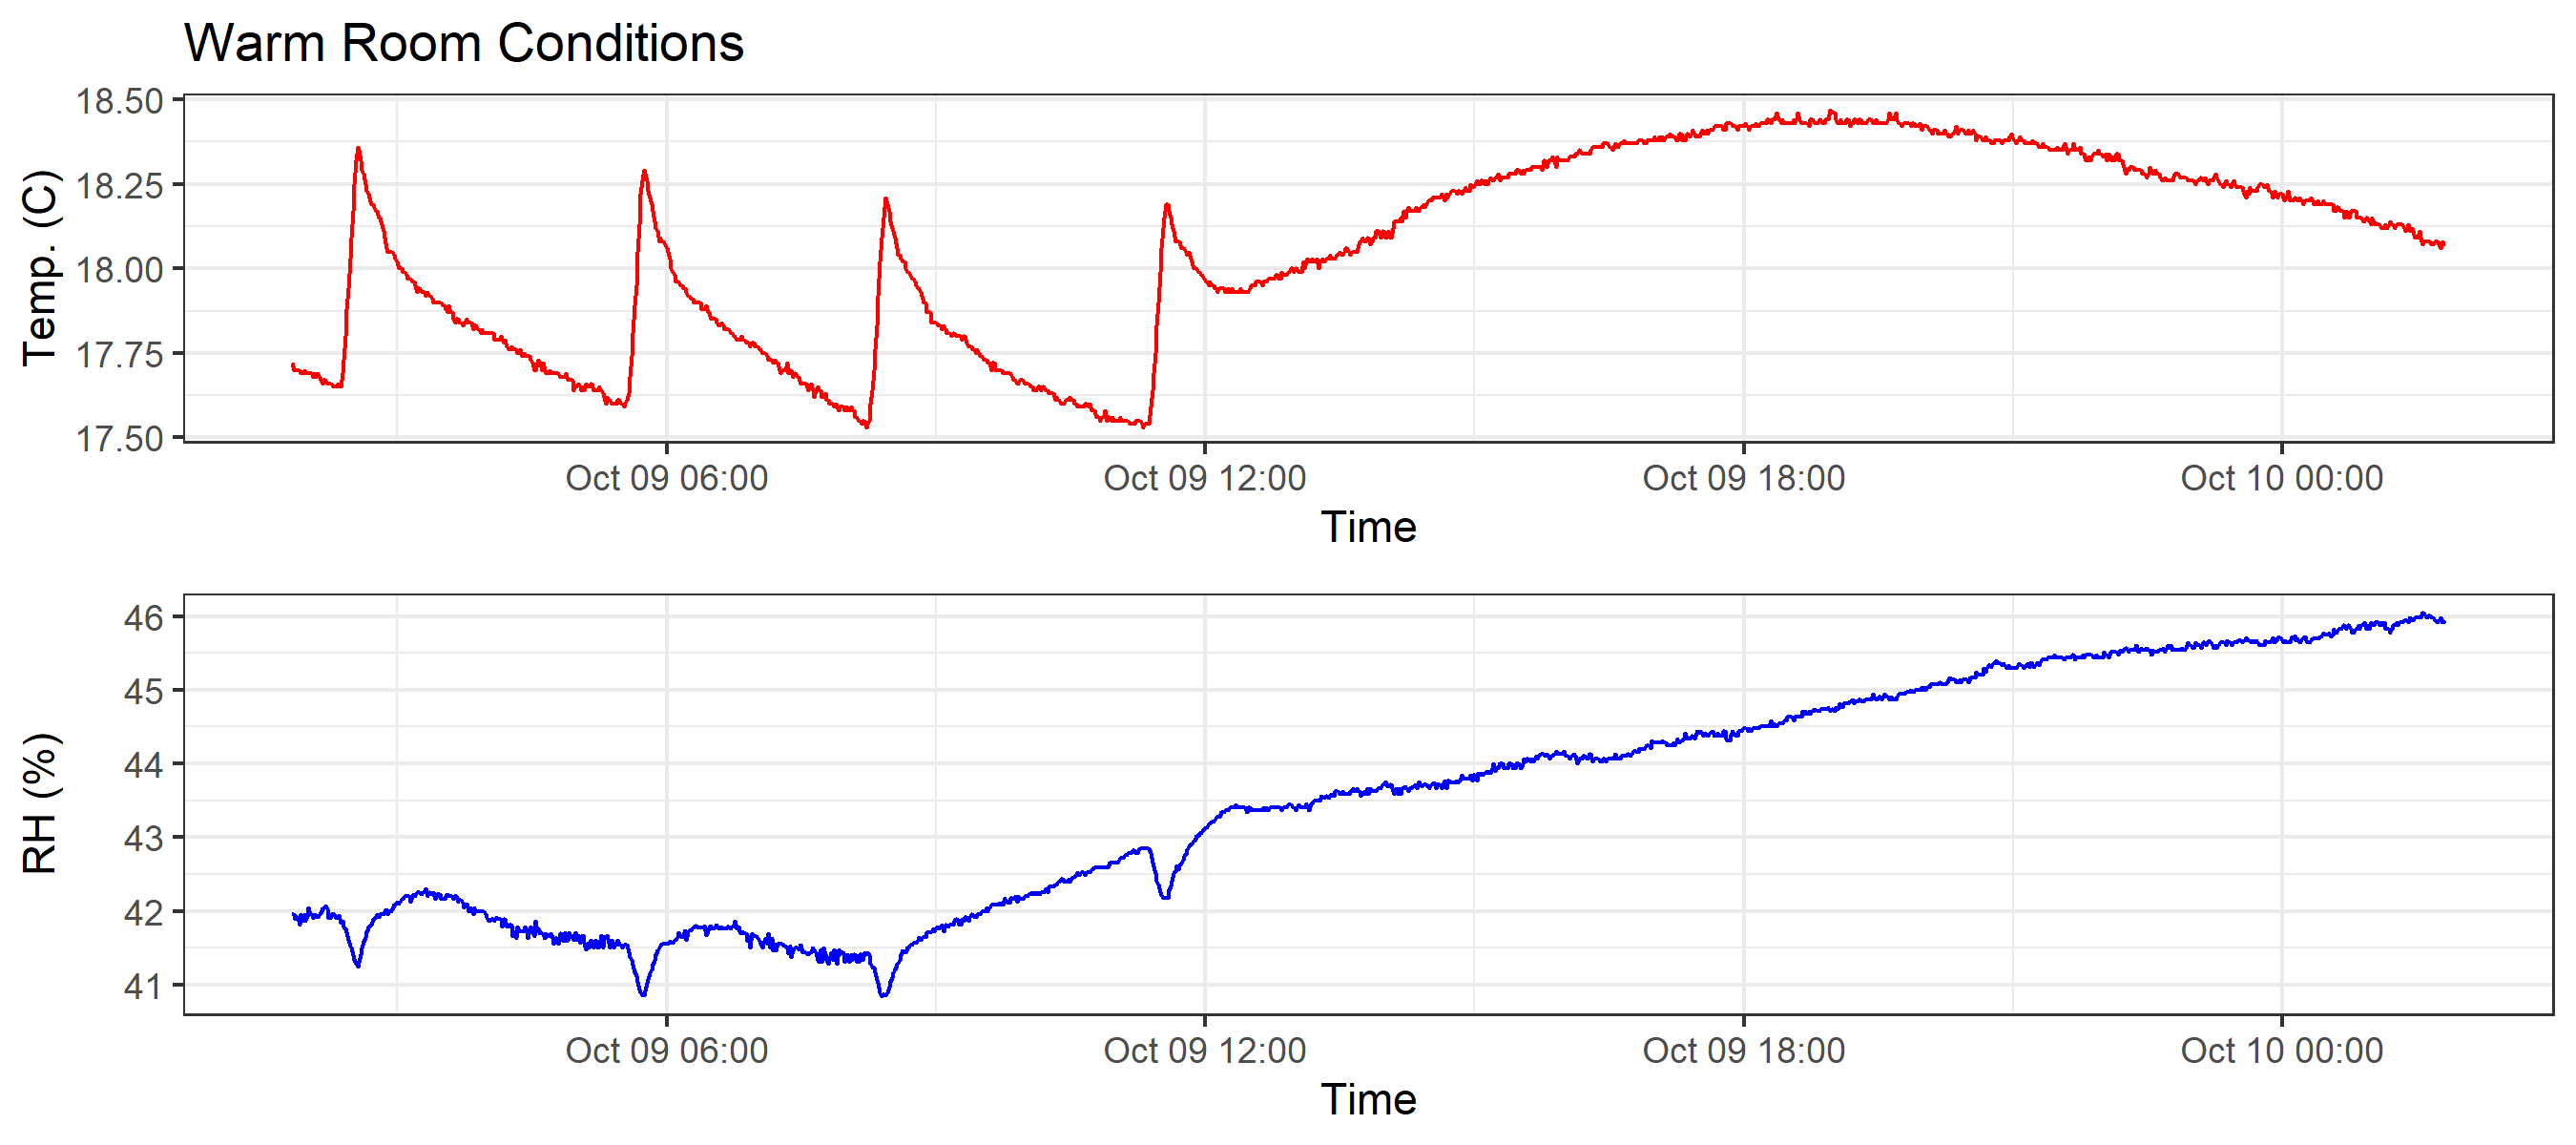 Warm Room Conditions
18.50
18.25
18.00
17.75
17.50
Temp. (C)
Oct 09 06:00 Oct 09 12:00 Oct 09 18:00 Oct 10 00:00
Time
46
45
44
43
42
41
RH (%)
Oct 09 06:00 Oct 09 12:00 Oct 09 18:00 Oct 10 00:00
Time